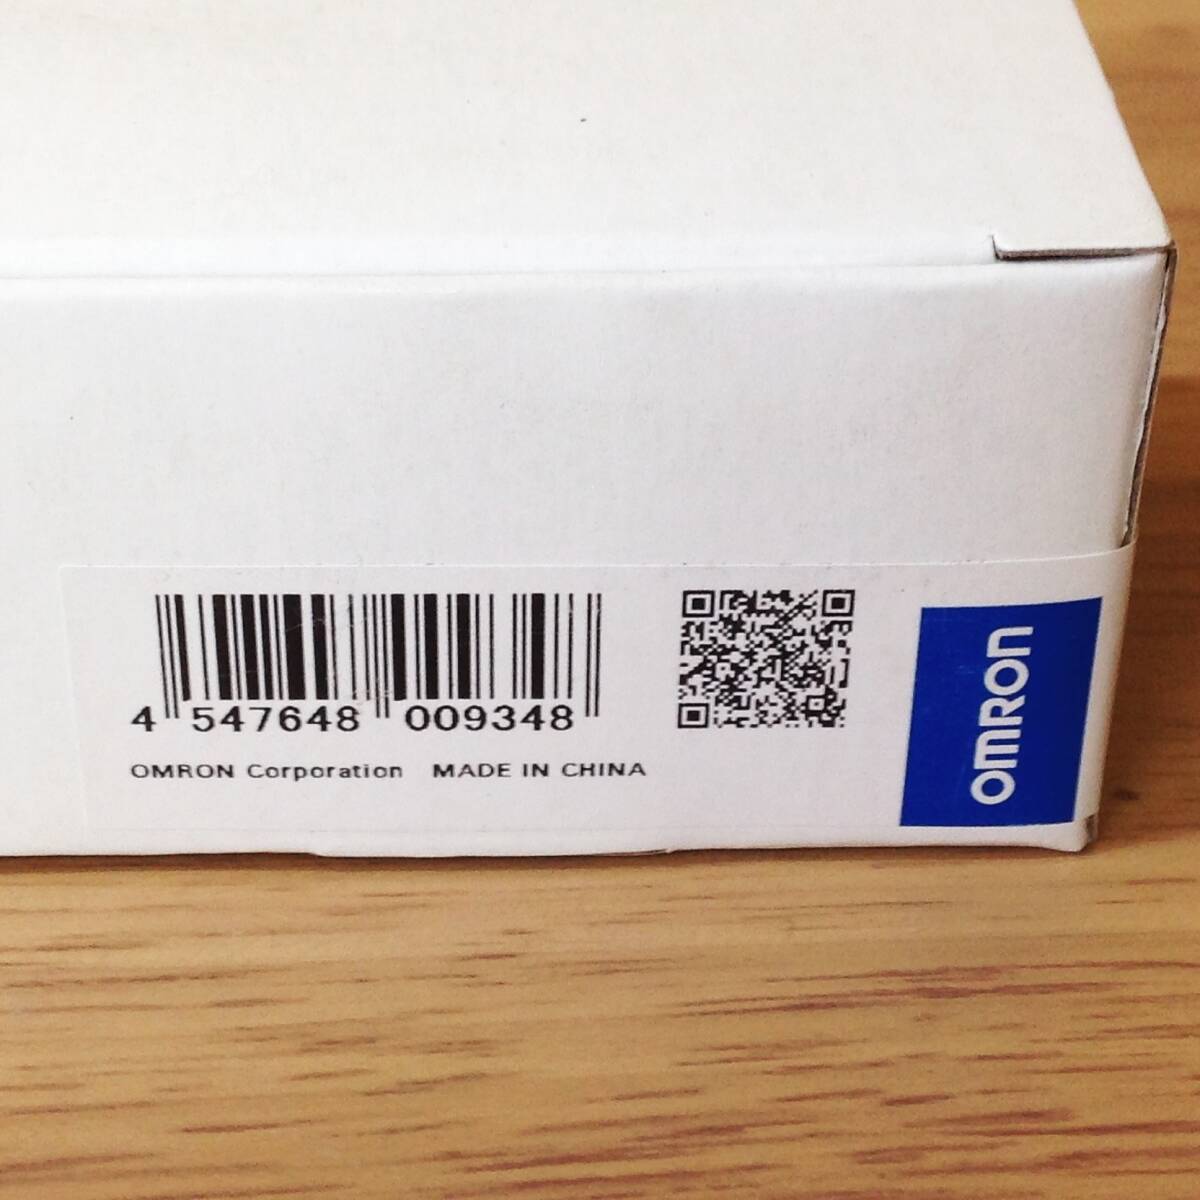 4 547648 009348
OMRON Corporation MADE IN CHINA
OMRON